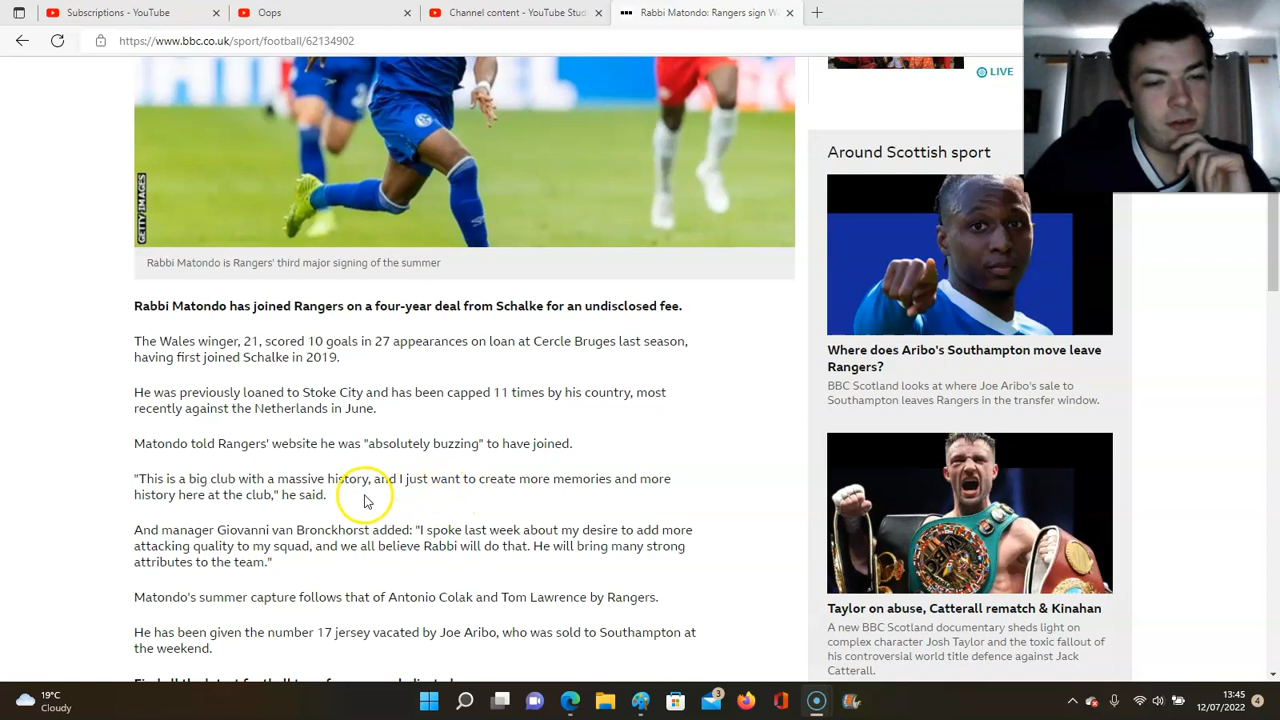 Subscriptions - YouTube
Oops
Channel content - YouTube Stud
Rabbi Matondo: Rangers sign W
https://www.bbc.co.uk/sport/football/62134902
LIVE
GETTY IMAGES
Rabbi Matondo is Rangers' third major signing of the summer
Rabbi Matondo has joined Rangers on a four-year deal from Schalke for an undisclosed fee.
The Wales winger, 21, scored 10 goals in 27 appearances on loan at Cercle Bruges last season,
having first joined Schalke in 2019.
He was previously loaned to Stoke City and has been capped 11 times by his country, most
recently against the Netherlands in June.
Matondo told Rangers' website he was "absolutely buzzing" to have joined.
"This is a big club with a massive history, and I just want to create more memories and more
history here at the club," he said.
And manager Giovanni van Bronckhorst added: "I spoke last week about my desire to add more
attacking quality to my squad, and we all believe Rabbi will do that. He will bring many strong
attributes to the team."
Matondo's summer capture follows that of Antonio Colak and Tom Lawrence by Rangers.
He has been given the number 17 jersey vacated by Joe Aribo, who was sold to Southampton at
the weekend.
Around Scottish sport
Where does Aribo's Southampton move leave
Rangers?
BBC Scotland looks at where Joe Aribo's sale to
Southampton leaves Rangers in the transfer window.
Taylor on abuse, Catterall rematch & Kinahan
A new BBC Scotland documentary sheds light on
complex character Josh Taylor and the toxic fallout of
his controversial world title defence against Jack
Catterall.
19°C
Cloudy
3
13:45
12/07/2022
4